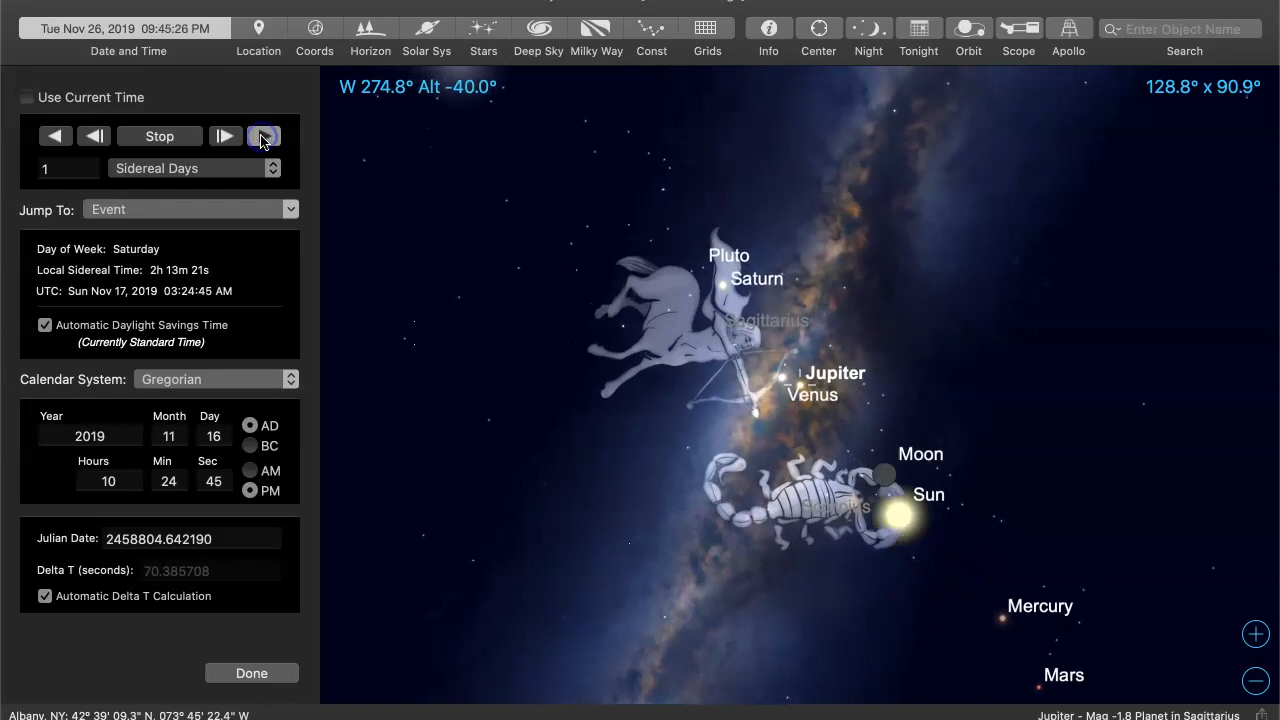 Tue Nov 26, 2019 09:45:26 PM
Enter Object Name
Date and Time
Location
Coords
Horizon
Solar Sys
Stars
Deep Sky
Milky Way
Const
Grids
Info
Center
Night
Tonight
Orbit
Scope
Apollo
Search
W 274.8° Alt -40.0°
128.8° x 90.9°
Use Current Time
Stop
1
Sidereal Days
Jump To: Event
Day of Week: Saturday
Local Sidereal Time: 2h 13m 21s
UTC: Sun Nov 17, 2019 03:24:45 AM
Automatic Daylight Savings Time
(Currently Standard Time)
Calendar System: Gregorian
Year Month Day
2019 11 16
AD
BC
Hours Min Sec
10 24 45
AM
PM
Julian Date: 2458804.642190
Delta T (seconds): 70.385708
Automatic Delta T Calculation
Done
Pluto
Saturn
Sagittarius
Jupiter
Venus
Moon
Sun
Scorpius
Mercury
Mars
Albany, NY; 42° 39' 09.3" N, 073° 45' 22.4" W
Jupiter - Mag -1.8 Planet in Sagittarius